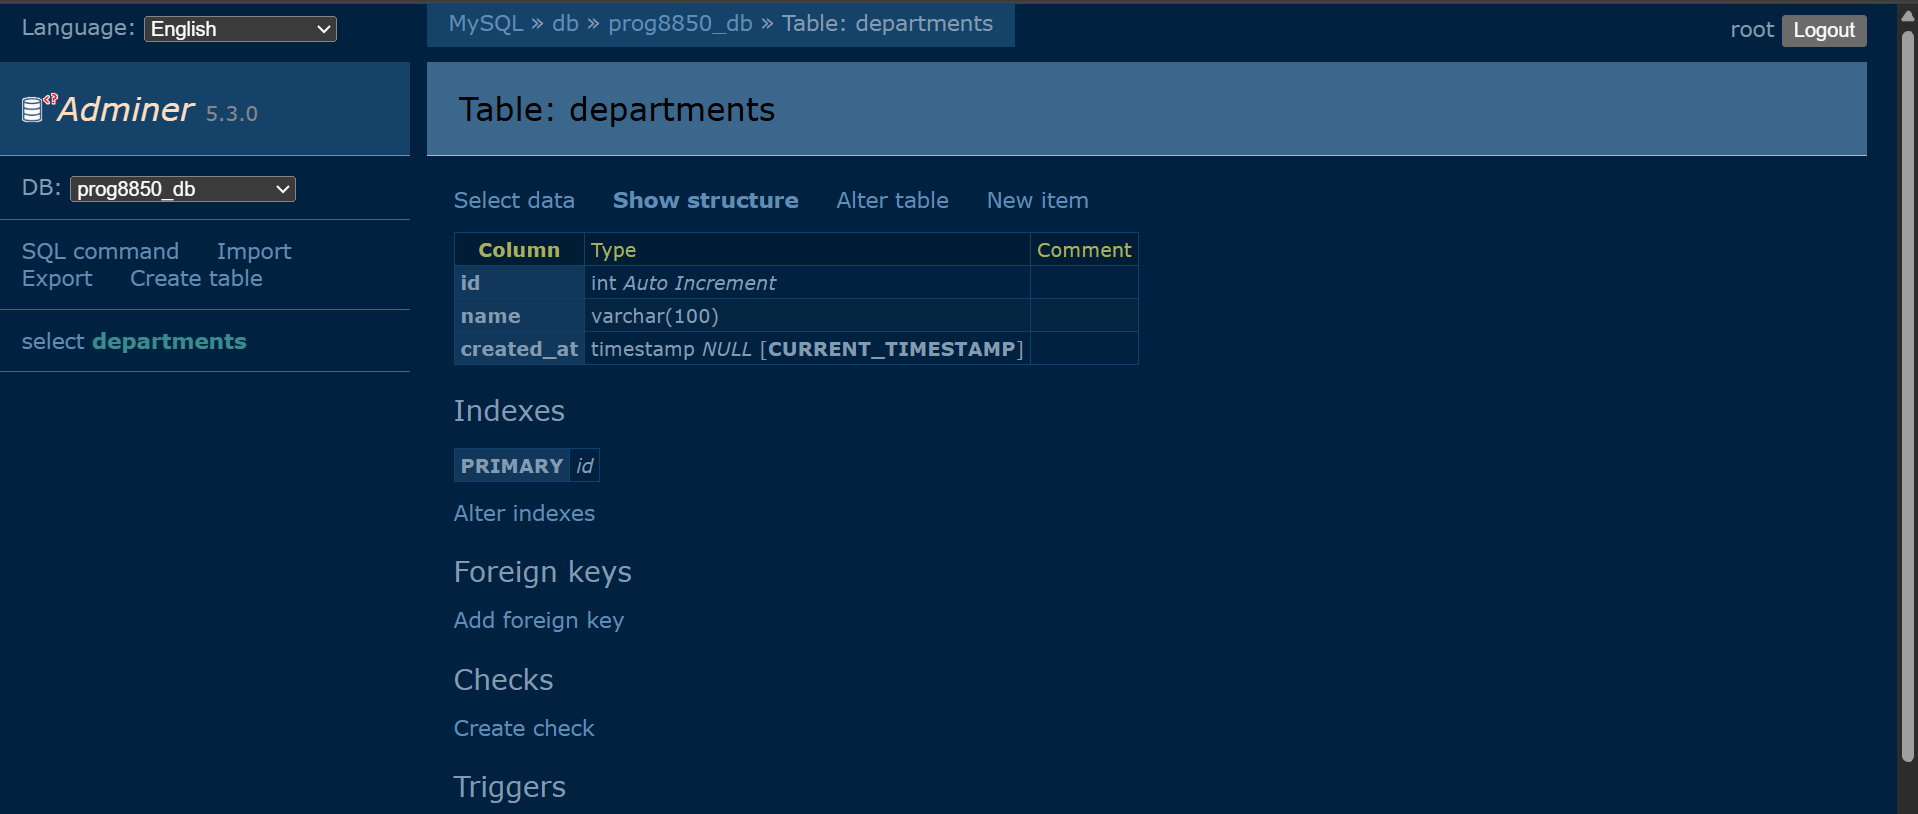 Language: English
MySQL » db » prog8850_db » Table: departments
root Logout
Adminer 5.3.0
Table: departments
DB: prog8850_db
SQL command Import
Export Create table
select departments
Select data Show structure Alter table New item
Column Type Comment
id int Auto Increment
name varchar(100)
created_at timestamp NULL [CURRENT_TIMESTAMP]
Indexes
PRIMARY id
Alter indexes
Foreign keys
Add foreign key
Checks
Create check
Triggers